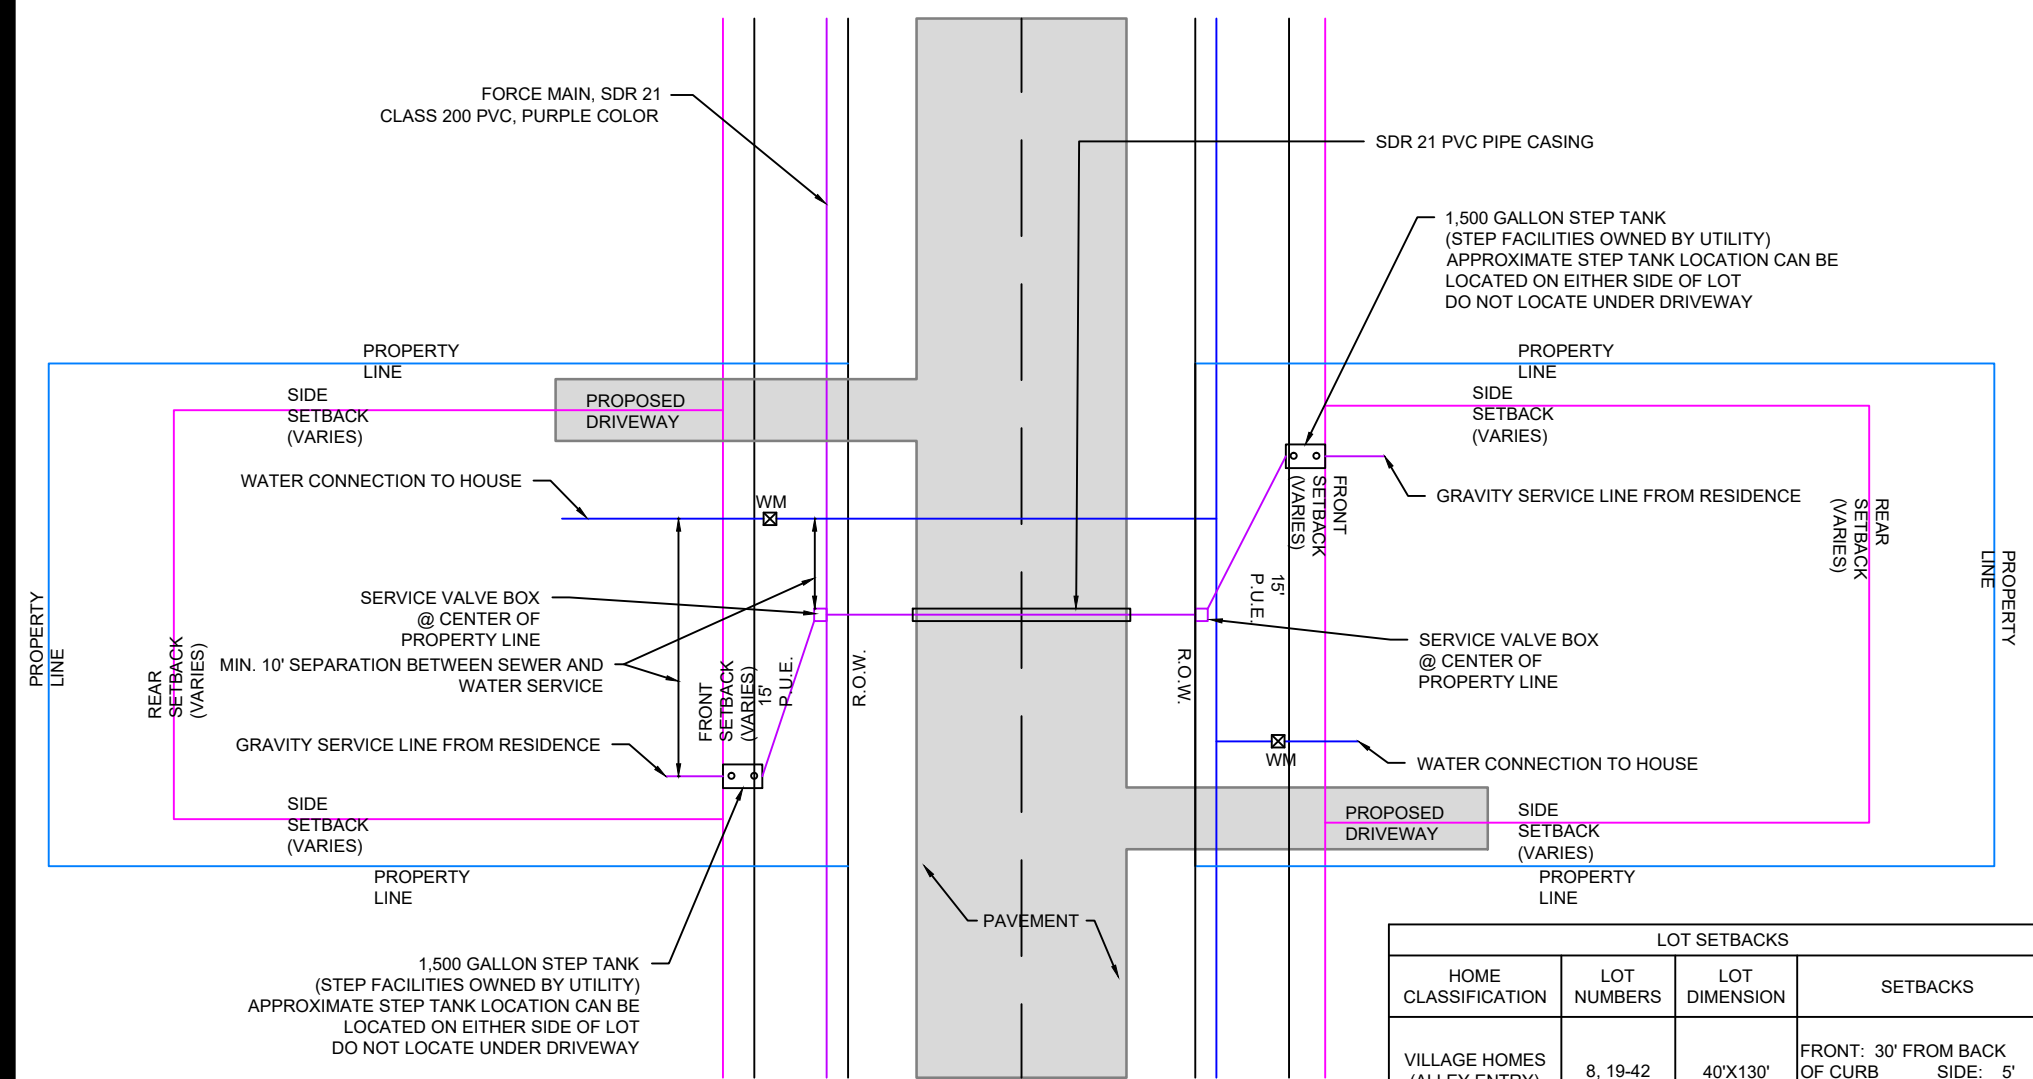 FORCE MAIN, SDR 21
CLASS 200 PVC, PURPLE COLOR
SDR 21 PVC PIPE CASING
1,500 GALLON STEP TANK
(STEP FACILITIES OWNED BY UTILITY)
APPROXIMATE STEP TANK LOCATION CAN BE
LOCATED ON EITHER SIDE OF LOT
DO NOT LOCATE UNDER DRIVEWAY
PROPERTY
LINE
SIDE
SETBACK
(VARIES)
PROPOSED
DRIVEWAY
PROPERTY
LINE
SIDE
SETBACK
(VARIES)
WATER CONNECTION TO HOUSE
WM
GRAVITY SERVICE LINE FROM RESIDENCE
FRONT
SETBACK
(VARIES)
REAR
SETBACK
(VARIES)
PROPERTY
LINE
15'
P.U.E.
SERVICE VALVE BOX
@ CENTER OF
PROPERTY LINE
MIN. 10' SEPARATION BETWEEN SEWER AND
WATER SERVICE
PROPERTY
LINE
REAR
SETBACK
(VARIES)
FRONT
SETBACK
(VARIES)
15'
P.U.E.
R.O.W.
R.O.W.
SERVICE VALVE BOX
@ CENTER OF
PROPERTY LINE
GRAVITY SERVICE LINE FROM RESIDENCE
WM
WATER CONNECTION TO HOUSE
SIDE
SETBACK
(VARIES)
PROPERTY
LINE
PROPOSED
DRIVEWAY
SIDE
SETBACK
(VARIES)
PROPERTY
LINE
PAVEMENT
1,500 GALLON STEP TANK
(STEP FACILITIES OWNED BY UTILITY)
APPROXIMATE STEP TANK LOCATION CAN BE
LOCATED ON EITHER SIDE OF LOT
DO NOT LOCATE UNDER DRIVEWAY
LOT SETBACKS
HOME
CLASSIFICATION
LOT
NUMBERS
LOT
DIMENSION
SETBACKS
VILLAGE HOMES
(ALLEY ENTRY)
8, 19-42
40'X130'
FRONT: 30' FROM BACK
OF CURB SIDE: 5'